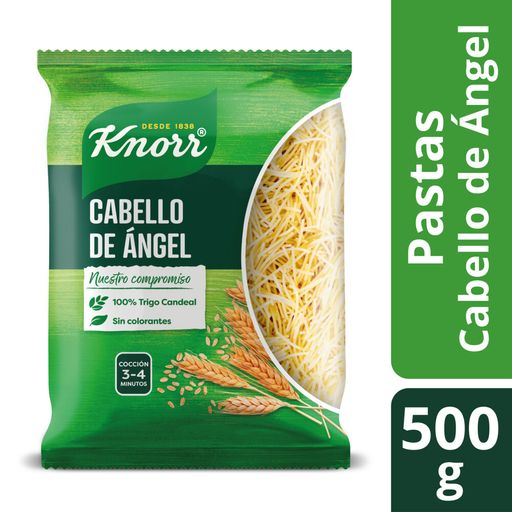 DESDE 1838
Knorr®
CABELLO
DE ÁNGEL
Nuestro compromiso
100% Trigo Candeal
Sin colorantes
COCCIÓN
3-4
MINUTOS
Pastas
Cabello de Ángel
500
g